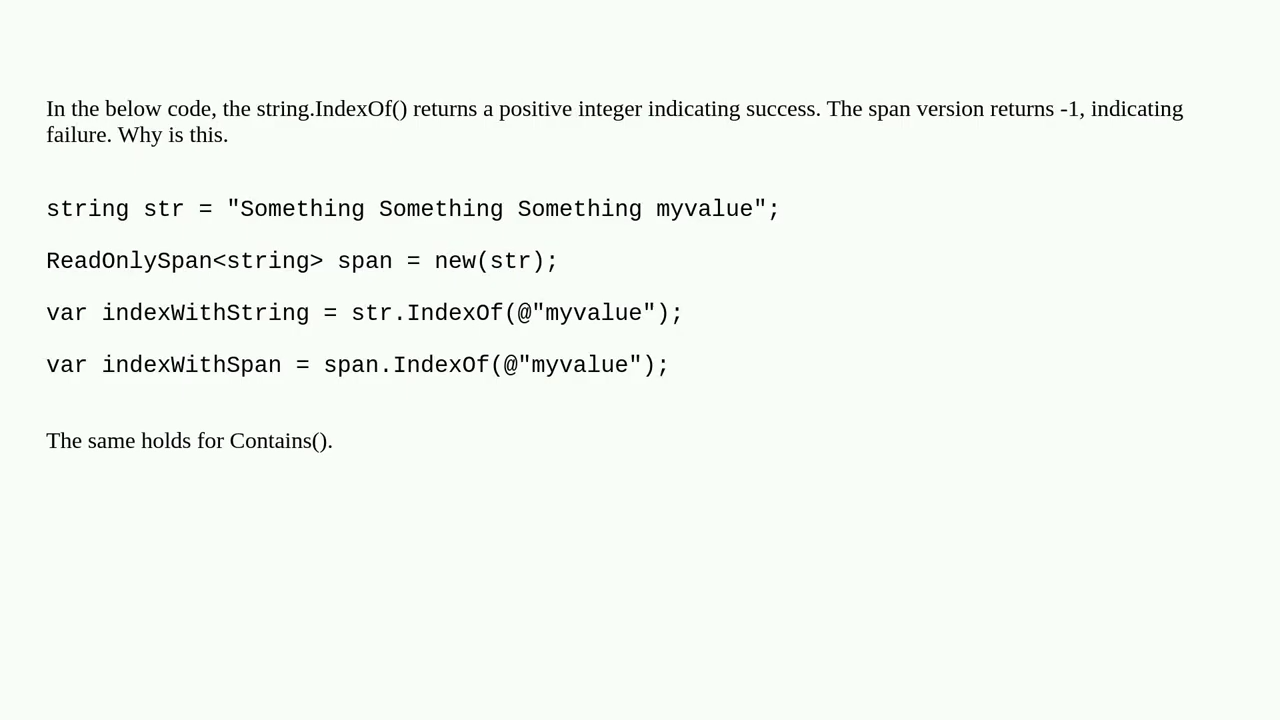 In the below code, the string.IndexOf() returns a positive integer indicating success. The span version returns -1, indicating
failure. Why is this.
string str = "Something Something Something myvalue";
ReadOnlySpan<string> span = new(str);
var indexWithString = str.IndexOf(@"myvalue");
var indexWithSpan = span.IndexOf(@"myvalue");
The same holds for Contains().